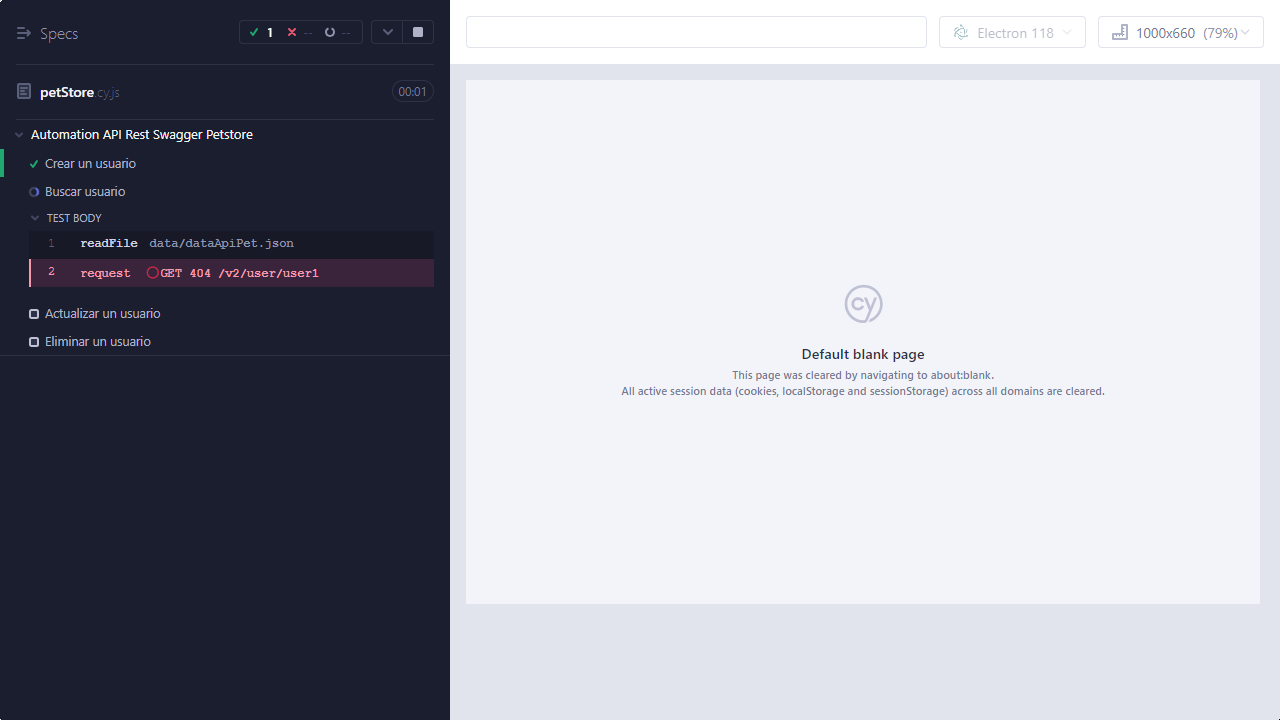 Specs
1 -- --
petStore.cy.js 00:01
Automation API Rest Swagger Petstore
Crear un usuario
Buscar usuario
TEST BODY
1 readFile data/dataApiPet.json
2 request GET 404 /v2/user/user1
Actualizar un usuario
Eliminar un usuario
Electron 118
1000x660 (79%)
cy
Default blank page
This page was cleared by navigating to about:blank.
All active session data (cookies, localStorage and sessionStorage) across all domains are cleared.